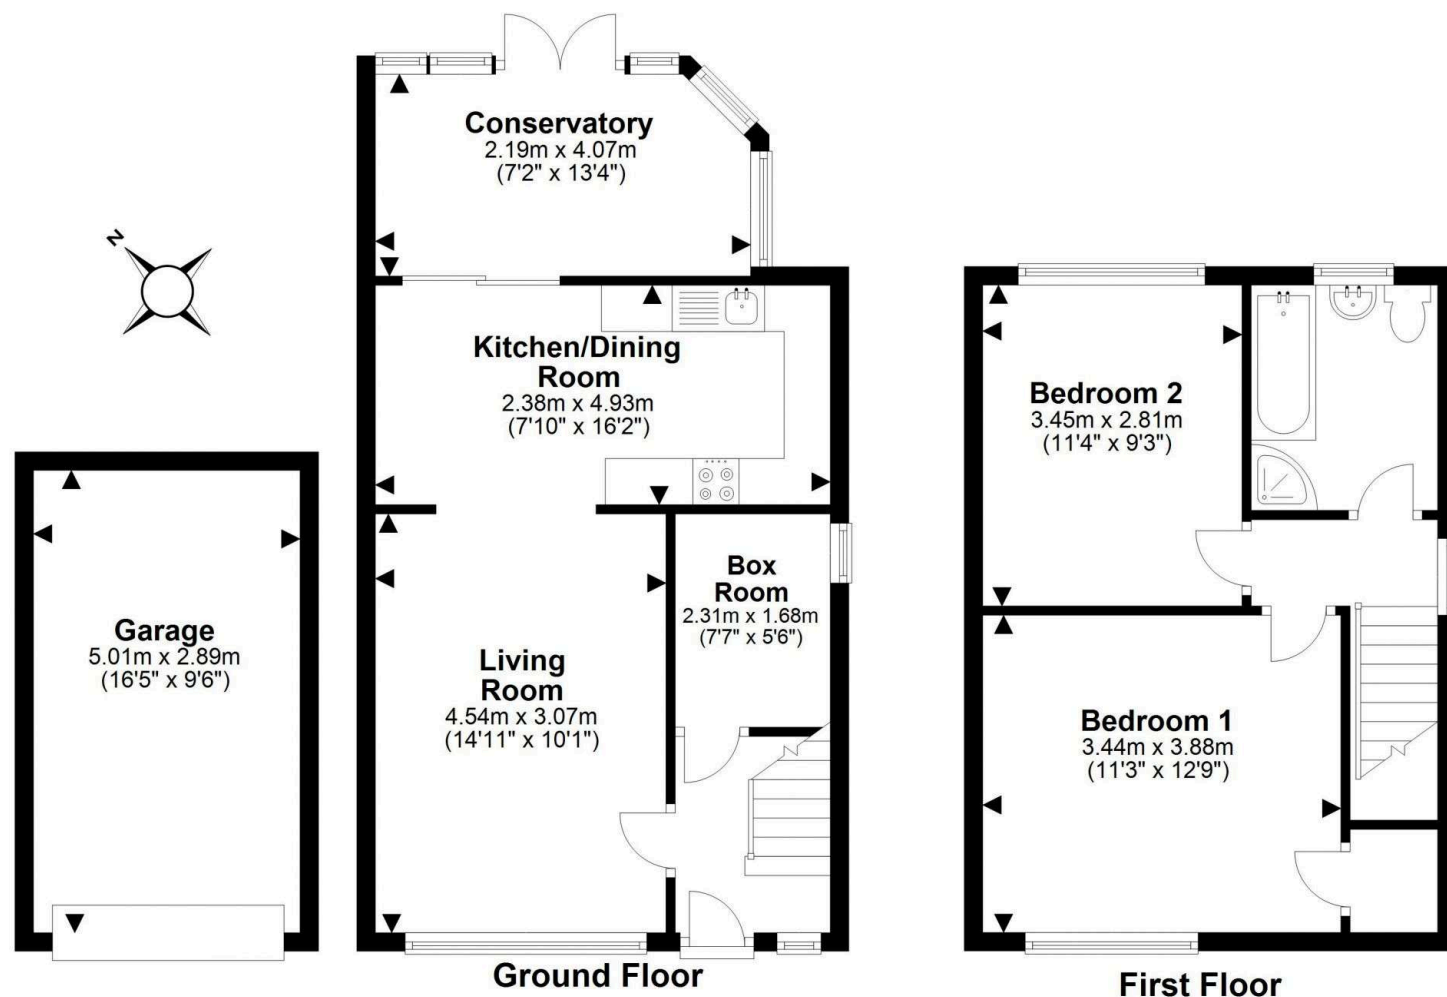 Conservatory
2.19m x 4.07m
(7'2" x 13'4")
N
Kitchen/Dining
Room
2.38m x 4.93m
(7'10" x 16'2")
Bedroom 2
3.45m x 2.81m
(11'4" x 9'3")
Box
Room
2.31m x 1.68m
(7'7" x 5'6")
Garage
5.01m x 2.89m
(16'5" x 9'6")
Living
Room
4.54m x 3.07m
(14'11" x 10'1")
Bedroom 1
3.44m x 3.88m
(11'3" x 12'9")
Ground Floor
First Floor